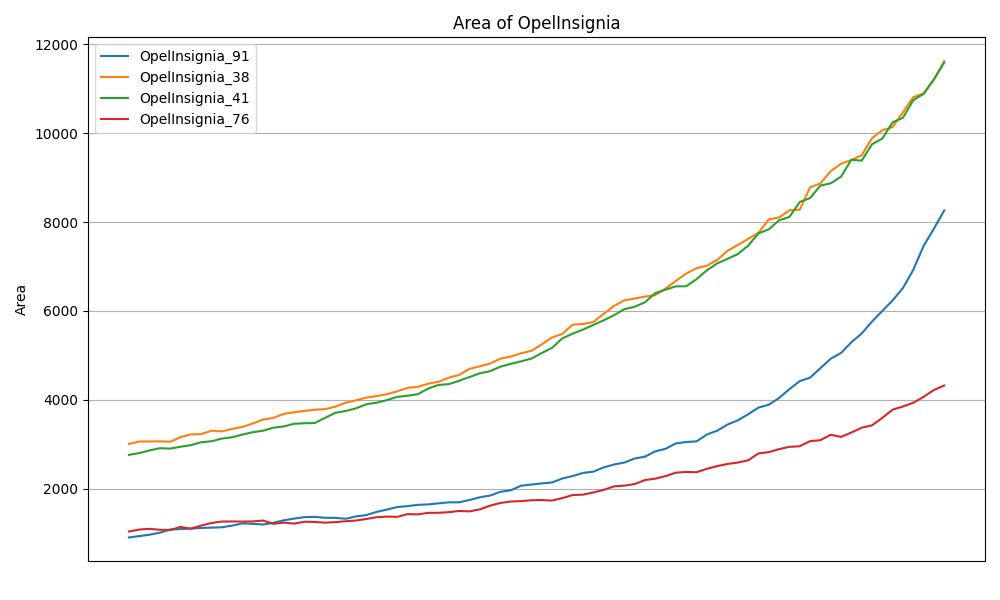 Area of OpelInsignia
OpelInsignia_91
OpelInsignia_38
OpelInsignia_41
OpelInsignia_76
Area
12000
10000
8000
6000
4000
2000